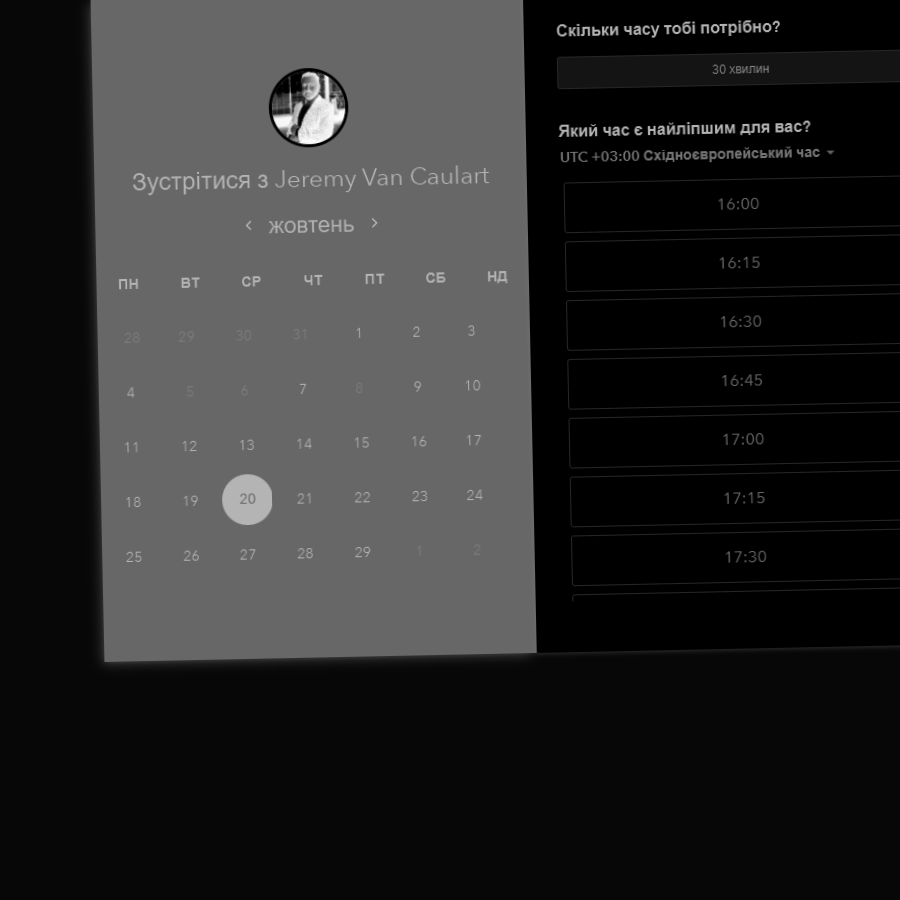 Зустрітися з Jeremy Van Caulart
жовтень
ПН ВТ СР ЧТ ПТ СБ НД
28 29 30 31 1 2 3
4 5 6 7 8 9 10
11 12 13 14 15 16 17
18 19 20 21 22 23 24
25 26 27 28 29 1 2
Скільки часу тобі потрібно?
30 хвилин
Який час є найліпшим для вас?
UTC +03:00 Східноєвропейський час
16:00
16:15
16:30
16:45
17:00
17:15
17:30